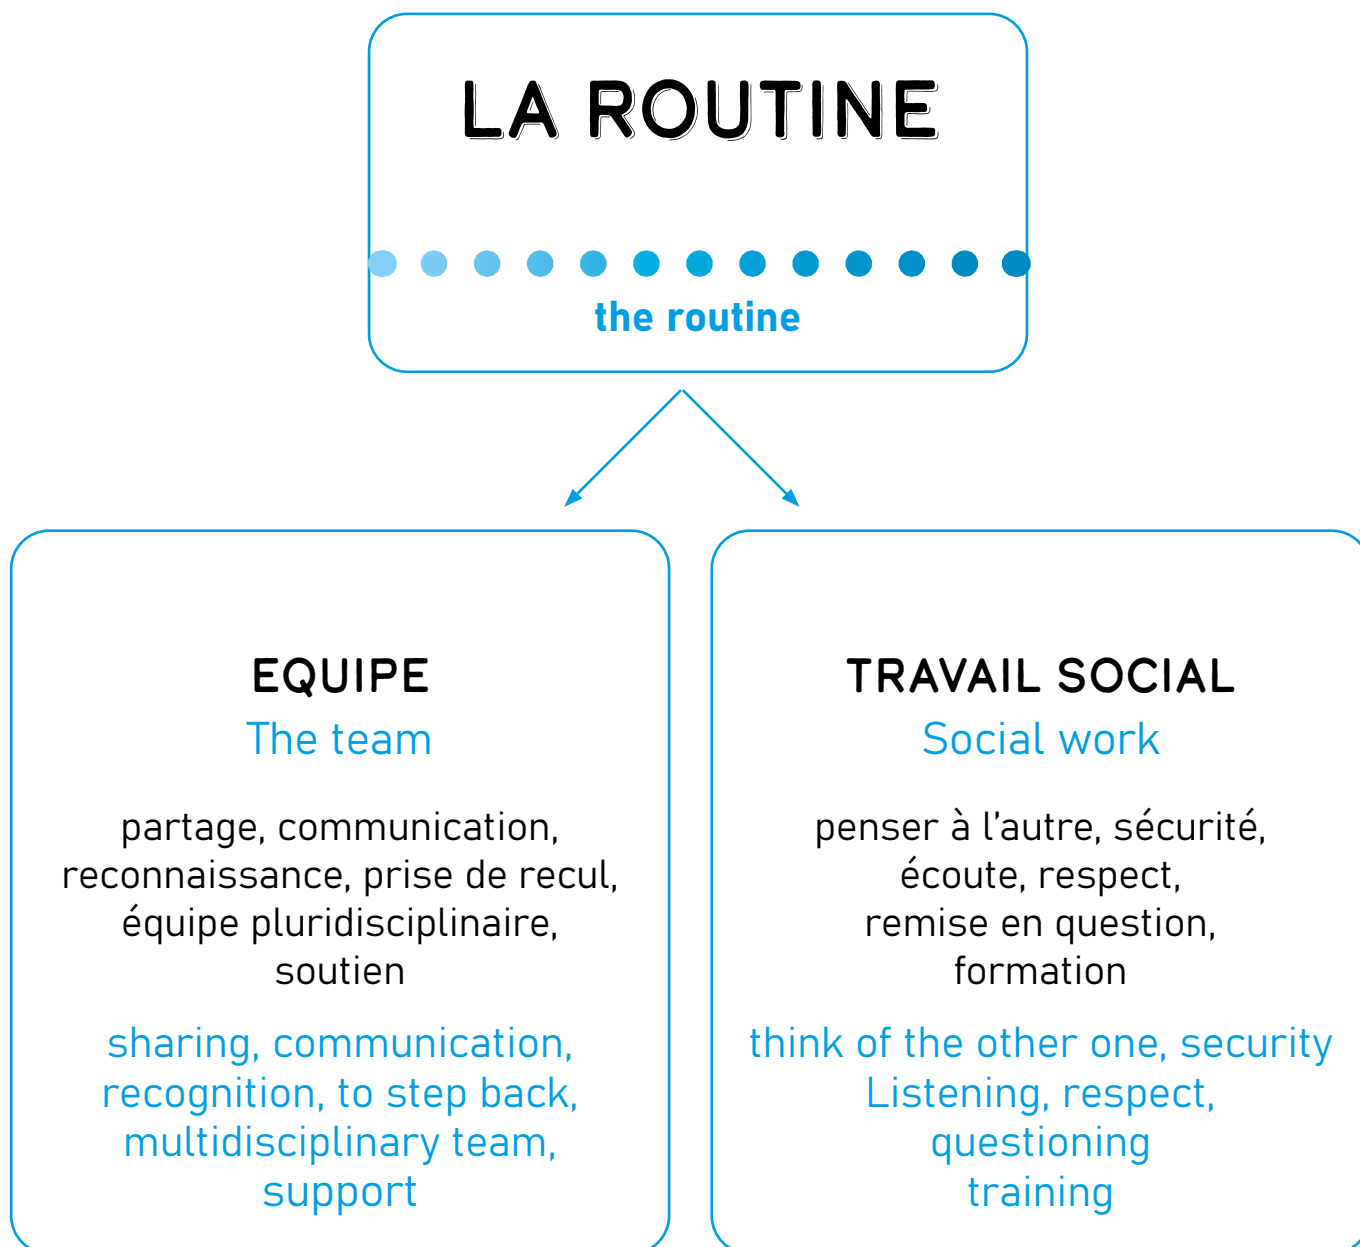 LA ROUTINE
the routine
EQUIPE
The team
partage, communication,
reconnaissance, prise de recul,
équipe pluridisciplinaire,
soutien
sharing, communication,
recognition, to step back,
multidisciplinary team,
support
TRAVAIL SOCIAL
Social work
penser à l’autre, sécurité,
écoute, respect,
remise en question,
formation
think of the other one, security
Listening, respect,
questioning
training